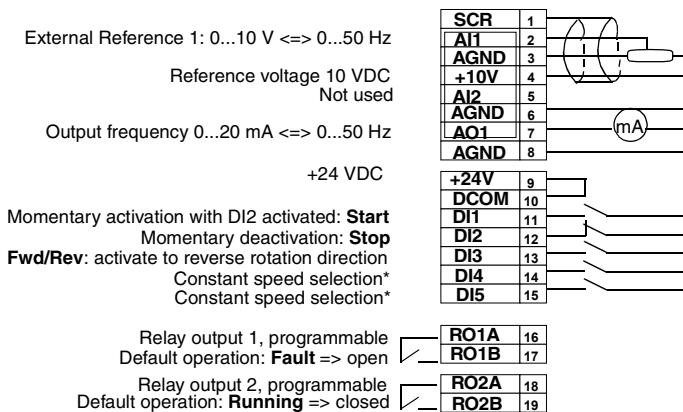 SCR 1
External Reference 1: 0...10 V <=> 0...50 Hz AI1 2
AGND 3
Reference voltage 10 VDC +10V 4
Not used AI2 5
AGND 6
Output frequency 0...20 mA <=> 0...50 Hz AO1 7 mA
AGND 8
+24 VDC +24V 9
DCOM 10
Momentary activation with DI2 activated: Start DI1 11
Momentary deactivation: Stop DI2 12
Fwd/Rev: activate to reverse rotation direction DI3 13
Constant speed selection* DI4 14
Constant speed selection* DI5 15
Relay output 1, programmable RO1A 16
Default operation: Fault => open RO1B 17
Relay output 2, programmable RO2A 18
Default operation: Running => closed RO2B 19